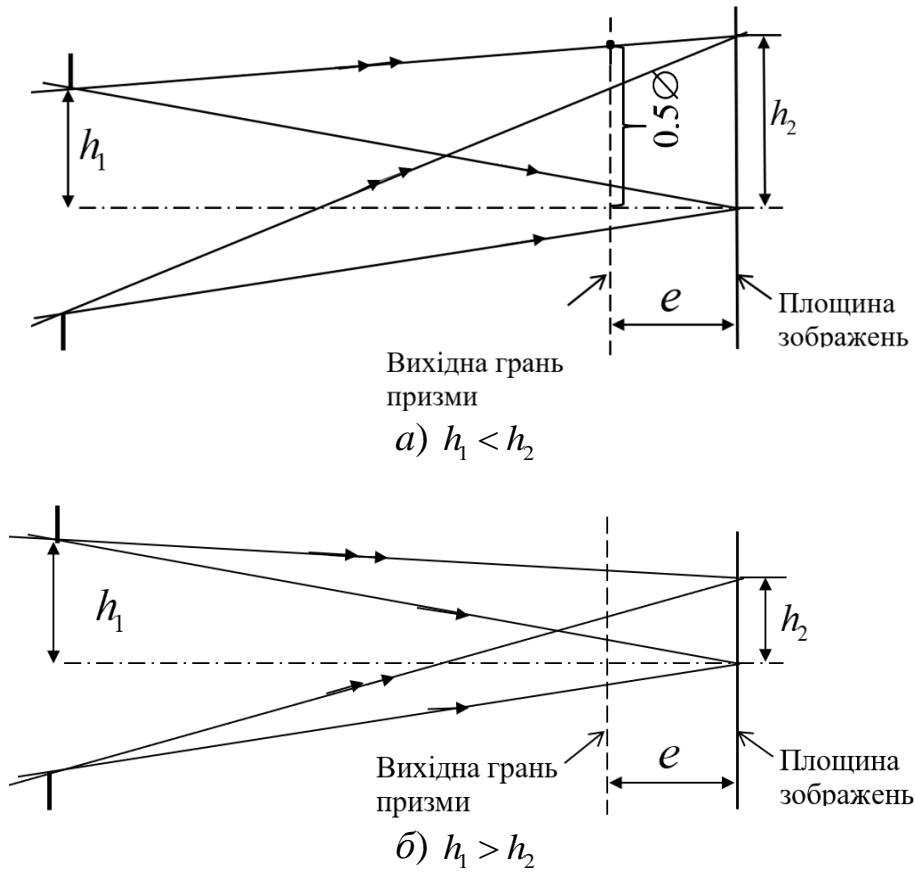 h₁
0.5∅
h₂
e
Площина
зображень
Вихідна грань
призми
а) h₁ < h₂
h₁
h₂
e
Вихідна грань
призми
Площина
зображень
б) h₁ > h₂